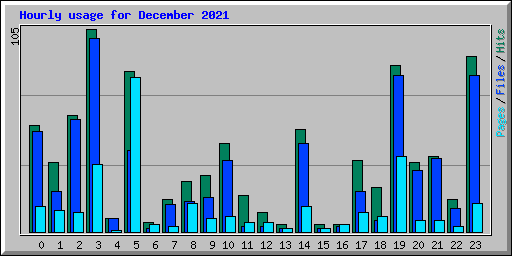 Hourly usage for December 2021
105
Pages/Files/Hits
0 1 2 3 4 5 6 7 8 9 10 11 12 13 14 15 16 17 18 19 20 21 22 23